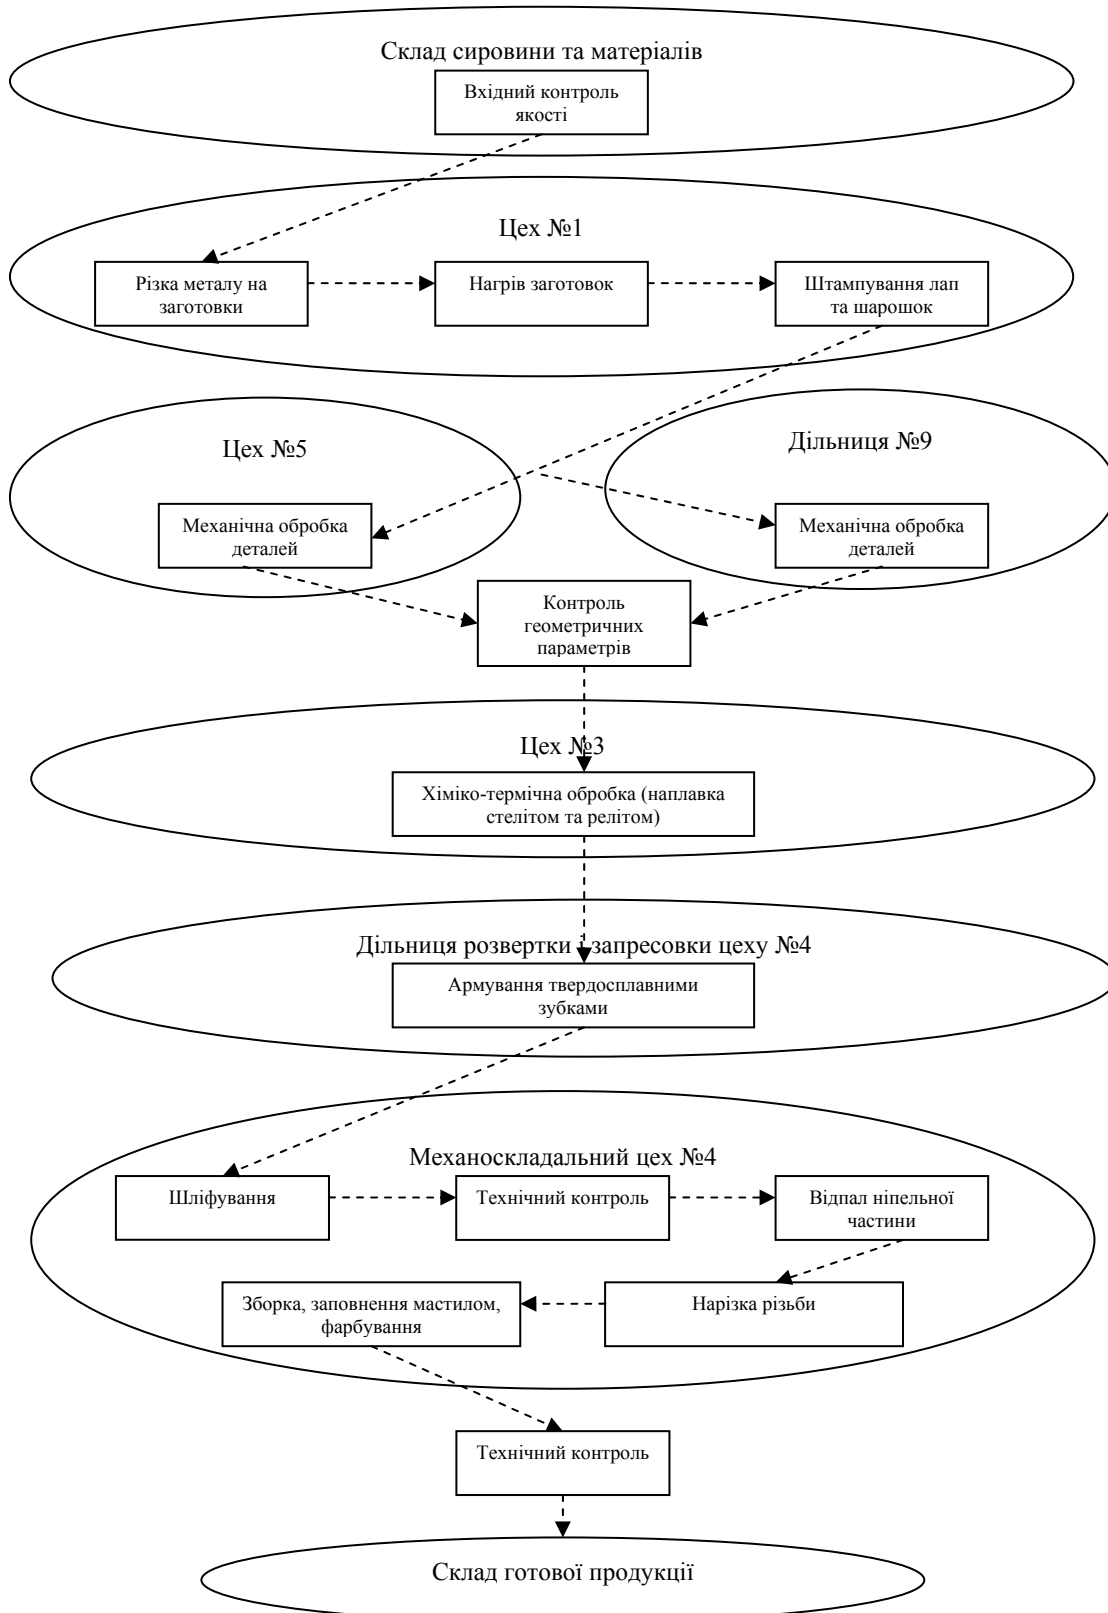 Склад сировини та матеріалів
Вхідний контроль
якості
Цех №1
Різка металу на
заготовки
Нагрів заготовок
Штампування лап
та шарошок
Цех №5
Дільниця №9
Механічна обробка
деталей
Механічна обробка
деталей
Контроль
геометричних
параметрів
Цех №3
Хіміко-термічна обробка (наплавка
стелітом та релітом)
Дільниця розвертки і запресовки цеху №4
Армування твердосплавними
зубками
Механоскладальний цех №4
Шліфування
Технічний контроль
Відпал ніпельної
частини
Зборка, заповнення мастилом,
фарбування
Нарізка різьби
Технічний контроль
Склад готової продукції